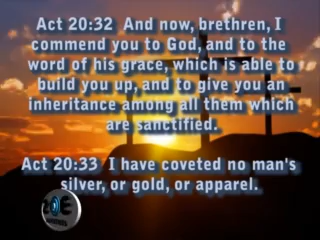 Act 20:32  And now, brethren, I
commend you to God, and to the
word of his grace, which is able to
build you up, and to give you an
inheritance among all them which
are sanctified.
Act 20:33  I have coveted no man's
silver, or gold, or apparel.